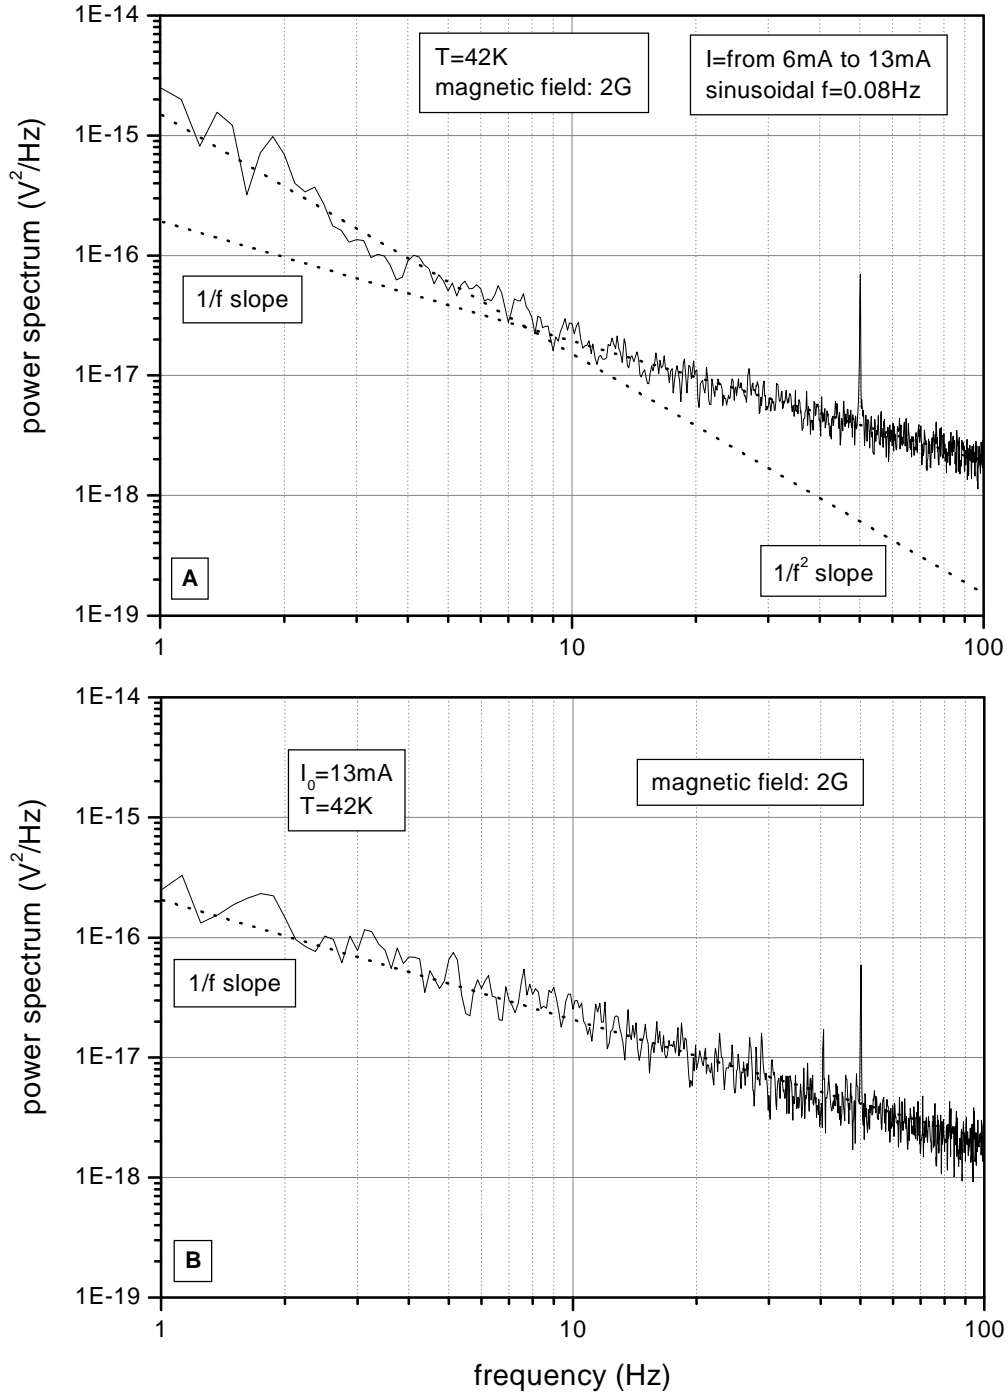 1E-14
T=42K
magnetic field: 2G
I=from 6mA to 13mA
sinusoidal f=0.08Hz
1E-15
1E-16
1/f slope
1E-17
1E-18
1/f² slope
A
1E-19
1
10
100
power spectrum (V²/Hz)
1E-14
I₀=13mA
T=42K
magnetic field: 2G
1E-15
1E-16
1/f slope
1E-17
1E-18
B
1E-19
1
10
100
power spectrum (V²/Hz)
frequency (Hz)